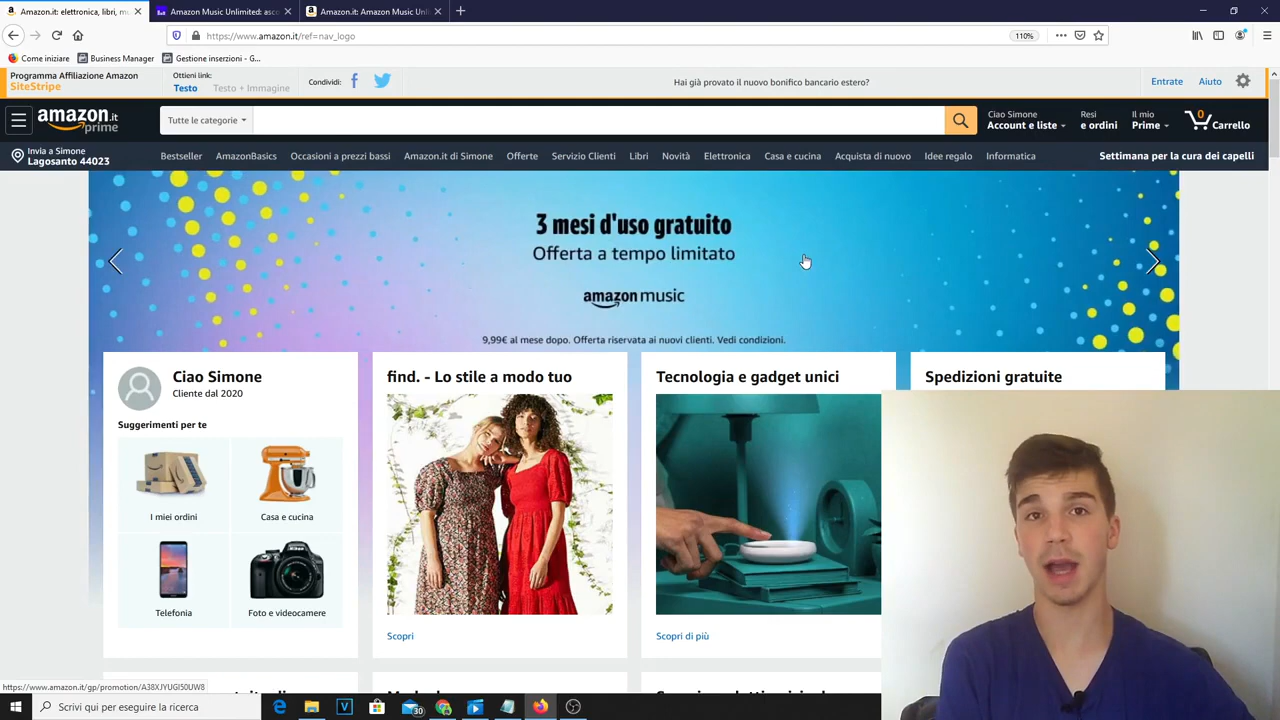 Amazon.it: elettronica, libri, m
Amazon Music Unlimited: asc
Amazon.it: Amazon Music Unl
https://www.amazon.it/ref=nav_logo
110%
Come iniziare
Business Manager
Gestione inserzioni - G...
Programma Affiliazione Amazon
SiteStripe
Ottieni link:
Testo
Testo + Immagine
Condividi:
Hai già provato il nuovo bonifico bancario estero?
Entrate
Aiuto
amazon.it
prime
Tutte le categorie
Ciao Simone
Account e liste
Resi
e ordini
Il mio
Prime
0
Carrello
Invia a Simone
Lagosanto 44023
Bestseller
AmazonBasics
Occasioni a prezzi bassi
Amazon.it di Simone
Offerte
Servizio Clienti
Libri
Novità
Elettronica
Casa e cucina
Acquista di nuovo
Idee regalo
Informatica
Settimana per la cura dei capelli
3 mesi d'uso gratuito
Offerta a tempo limitato
amazon music
9,99€ al mese dopo. Offerta riservata ai nuovi clienti. Vedi condizioni.
Ciao Simone
Cliente dal 2020
Suggerimenti per te
I miei ordini
Casa e cucina
Telefonia
Foto e videocamere
find. - Lo stile a modo tuo
Scopri
Tecnologia e gadget unici
Scopri di più
Spedizioni gratuite
https://www.amazon.it/gp/promotion/A38XJYUGI50UW8
Scrivi qui per eseguire la ricerca
30